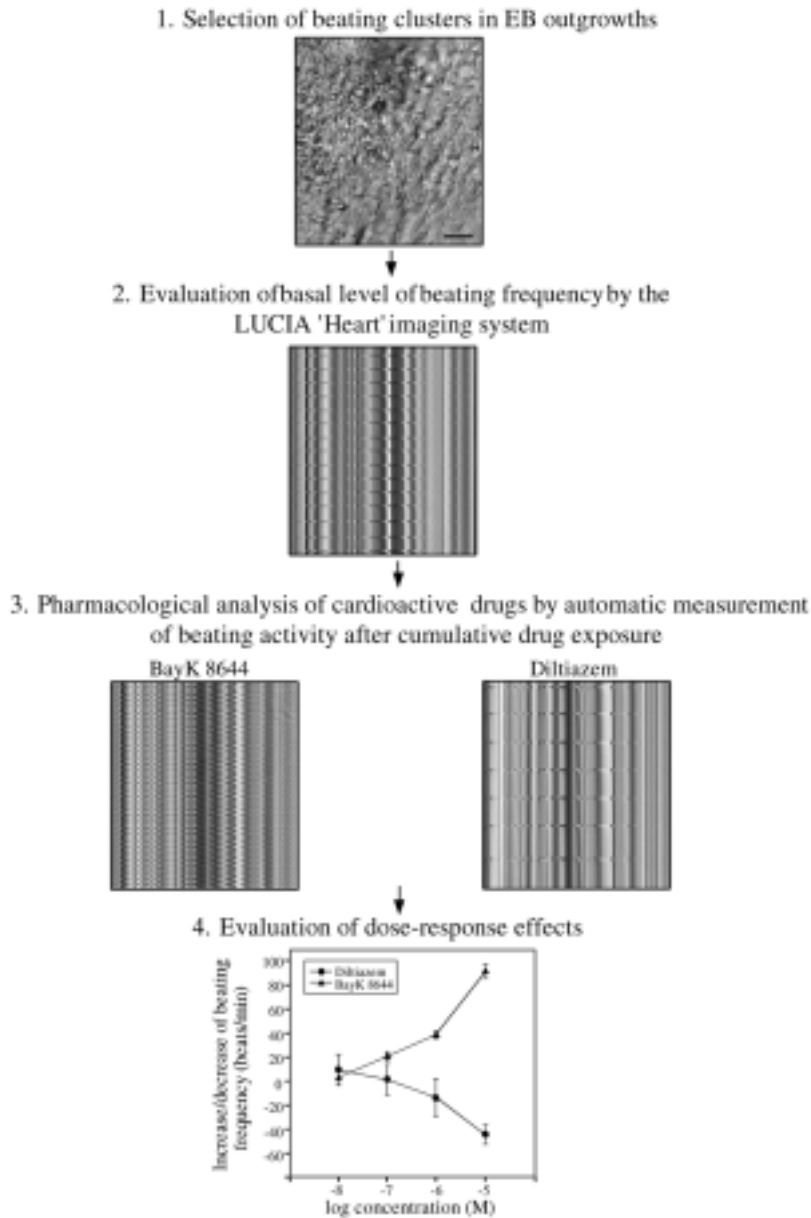 1. Selection of beating clusters in EB outgrowths
2. Evaluation of basal level of beating frequency by the
LUCIA 'Heart' imaging system
3. Pharmacological analysis of cardioactive drugs by automatic measurement
of beating activity after cumulative drug exposure
BayK 8644
Diltiazem
4. Evaluation of dose-response effects
Increase/decrease of beating
frequency (beats/min)
100
80
60
40
20
0
-20
-40
-60
Diltiazem
BayK 8644
-8
-7
-6
-5
log concentration (M)